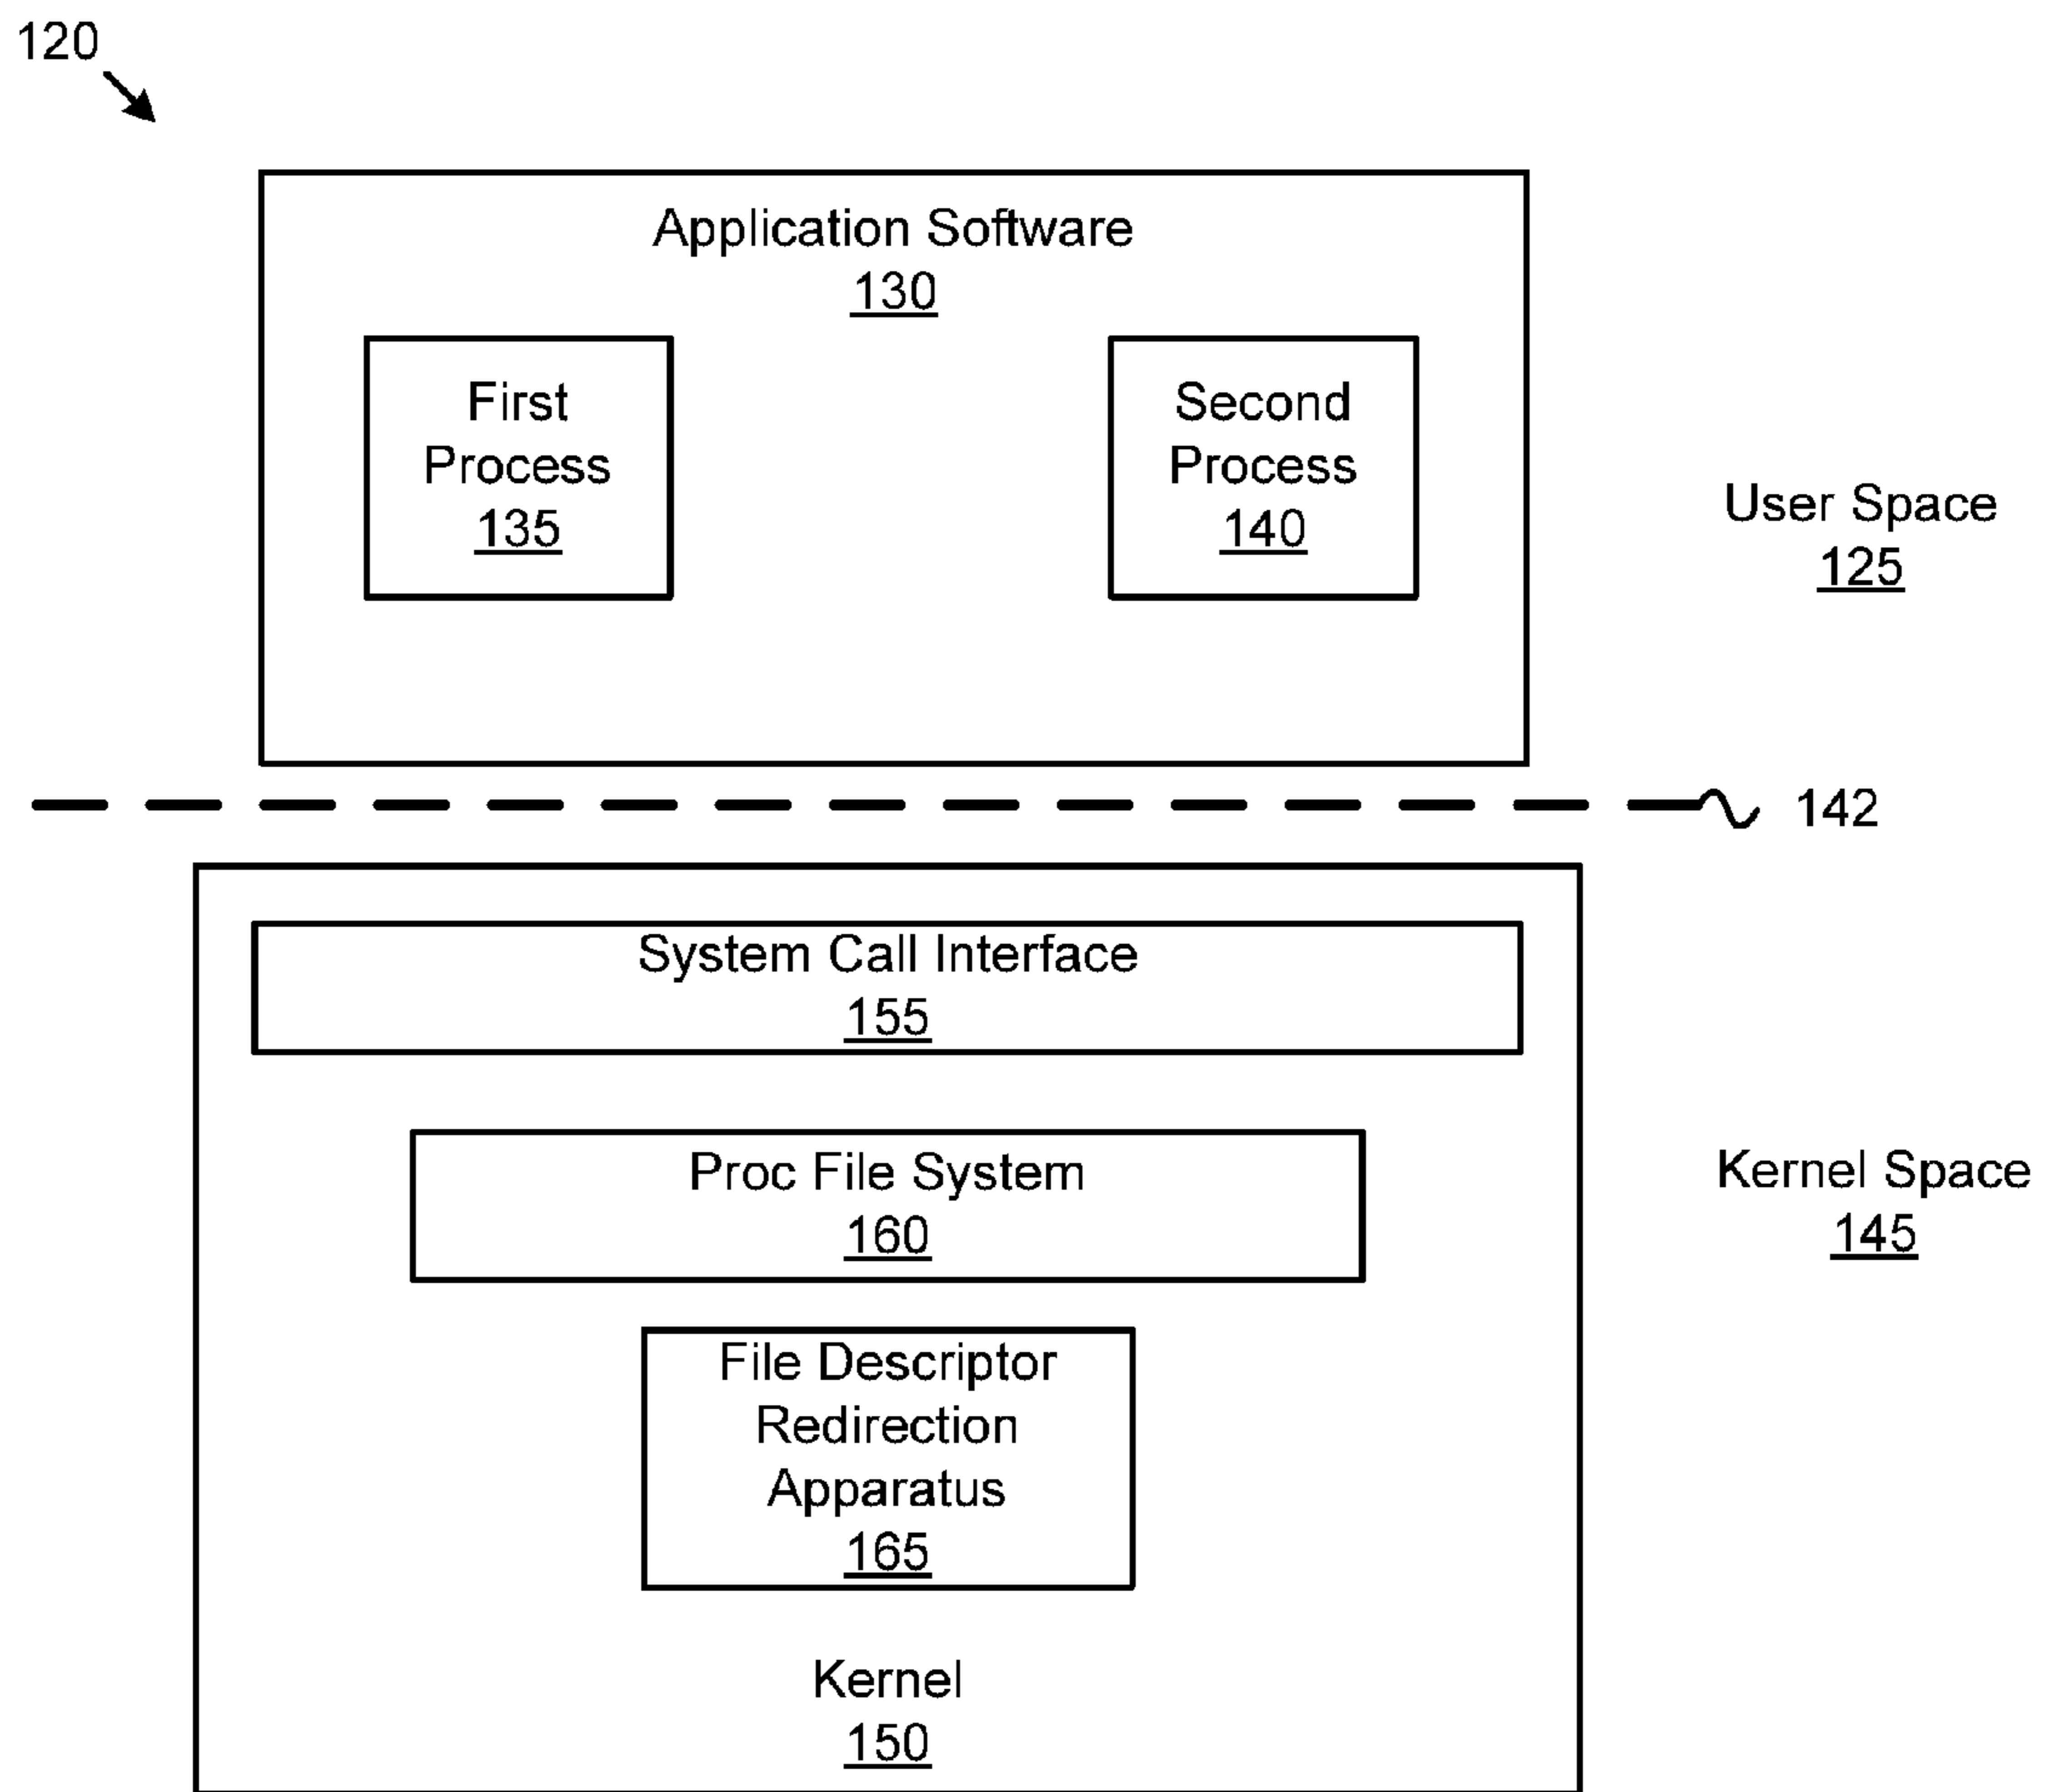 120
Application Software
130
First
Process
135
Second
Process
140
User Space
125
142
System Call Interface
155
Proc File System
160
Kernel Space
145
File Descriptor
Redirection
Apparatus
165
Kernel
150